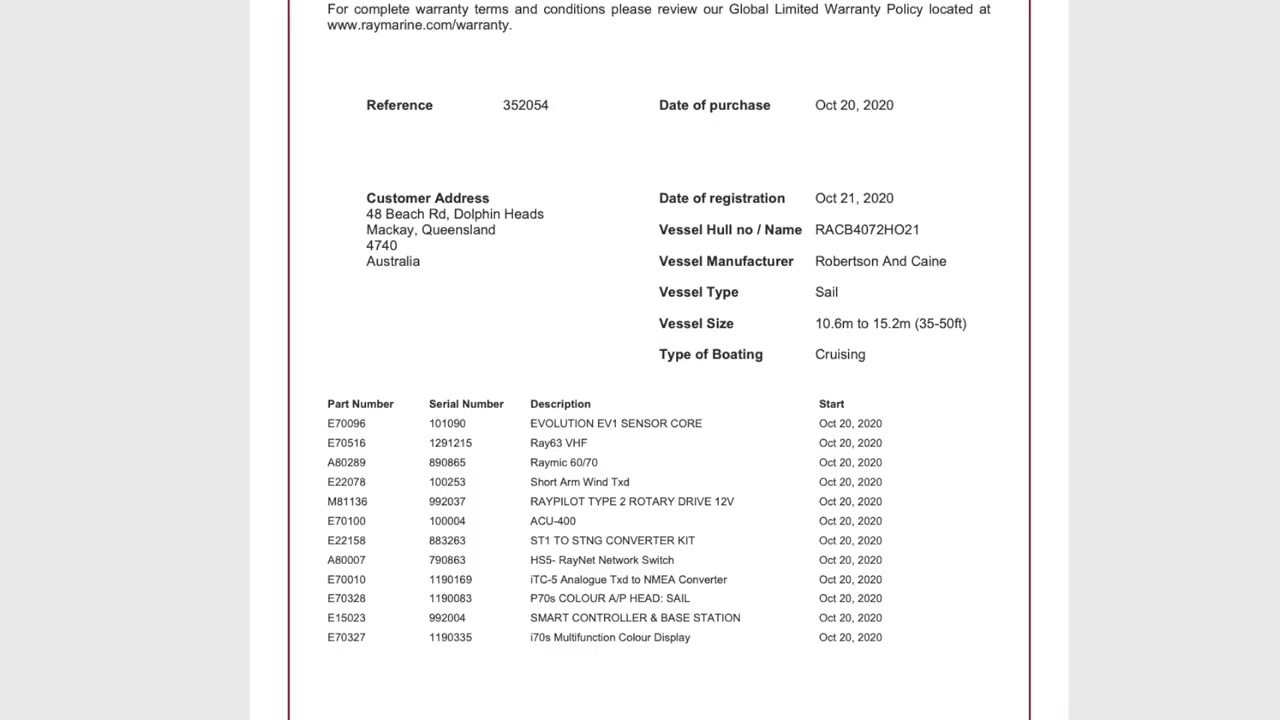 For complete warranty terms and conditions please review our Global Limited Warranty Policy located at
www.raymarine.com/warranty.
Reference 352054 Date of purchase Oct 20, 2020
Customer Address Date of registration Oct 21, 2020
48 Beach Rd, Dolphin Heads
Mackay, Queensland Vessel Hull no / Name RACB4072HO21
4740
Australia Vessel Manufacturer Robertson And Caine
Vessel Type Sail
Vessel Size 10.6m to 15.2m (35-50ft)
Type of Boating Cruising
Part Number Serial Number Description Start
E70096 101090 EVOLUTION EV1 SENSOR CORE Oct 20, 2020
E70516 1291215 Ray63 VHF Oct 20, 2020
A80289 890865 Raymic 60/70 Oct 20, 2020
E22078 100253 Short Arm Wind Txd Oct 20, 2020
M81136 992037 RAYPILOT TYPE 2 ROTARY DRIVE 12V Oct 20, 2020
E70100 100004 ACU-400 Oct 20, 2020
E22158 883263 ST1 TO STNG CONVERTER KIT Oct 20, 2020
A80007 790863 HS5- RayNet Network Switch Oct 20, 2020
E70010 1190169 iTC-5 Analogue Txd to NMEA Converter Oct 20, 2020
E70328 1190083 P70s COLOUR A/P HEAD: SAIL Oct 20, 2020
E15023 992004 SMART CONTROLLER & BASE STATION Oct 20, 2020
E70327 1190335 i70s Multifunction Colour Display Oct 20, 2020